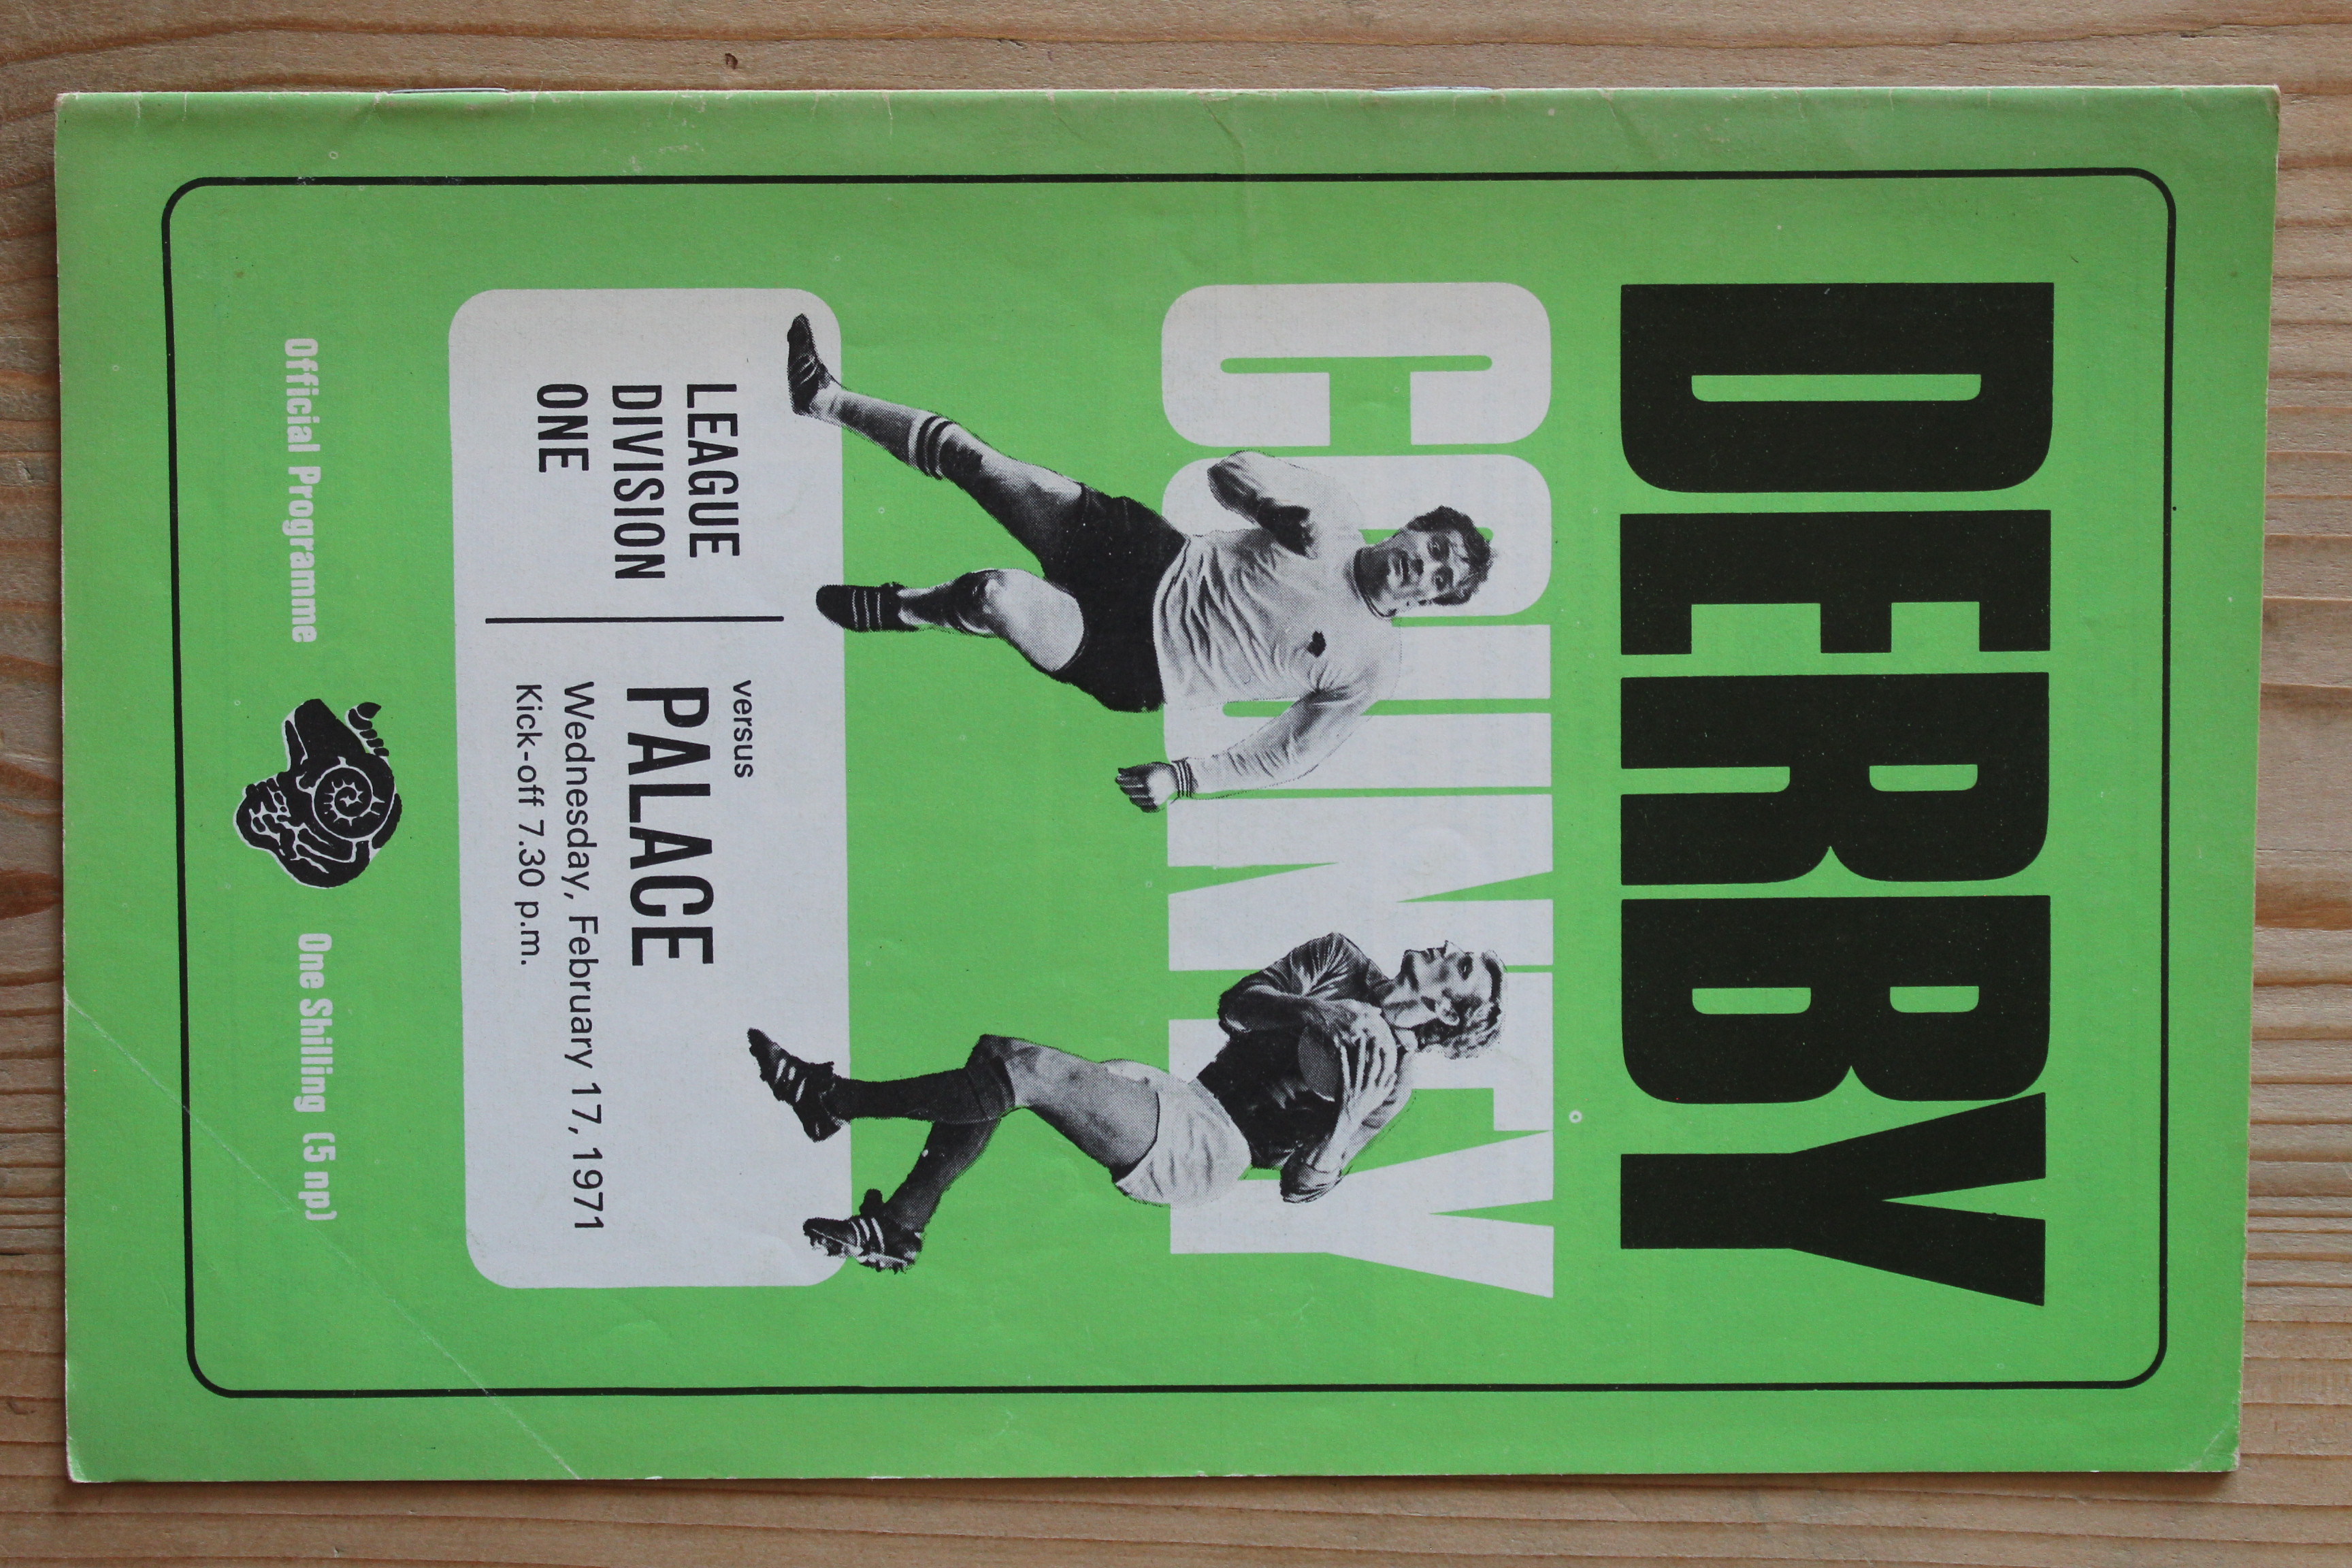 DERBY
COUNTY
LEAGUE
DIVISION
ONE
versus
PALACE
Wednesday, February 17, 1971
Kick-off 7.30 p.m.
Official Programme
One Shilling (5 np)